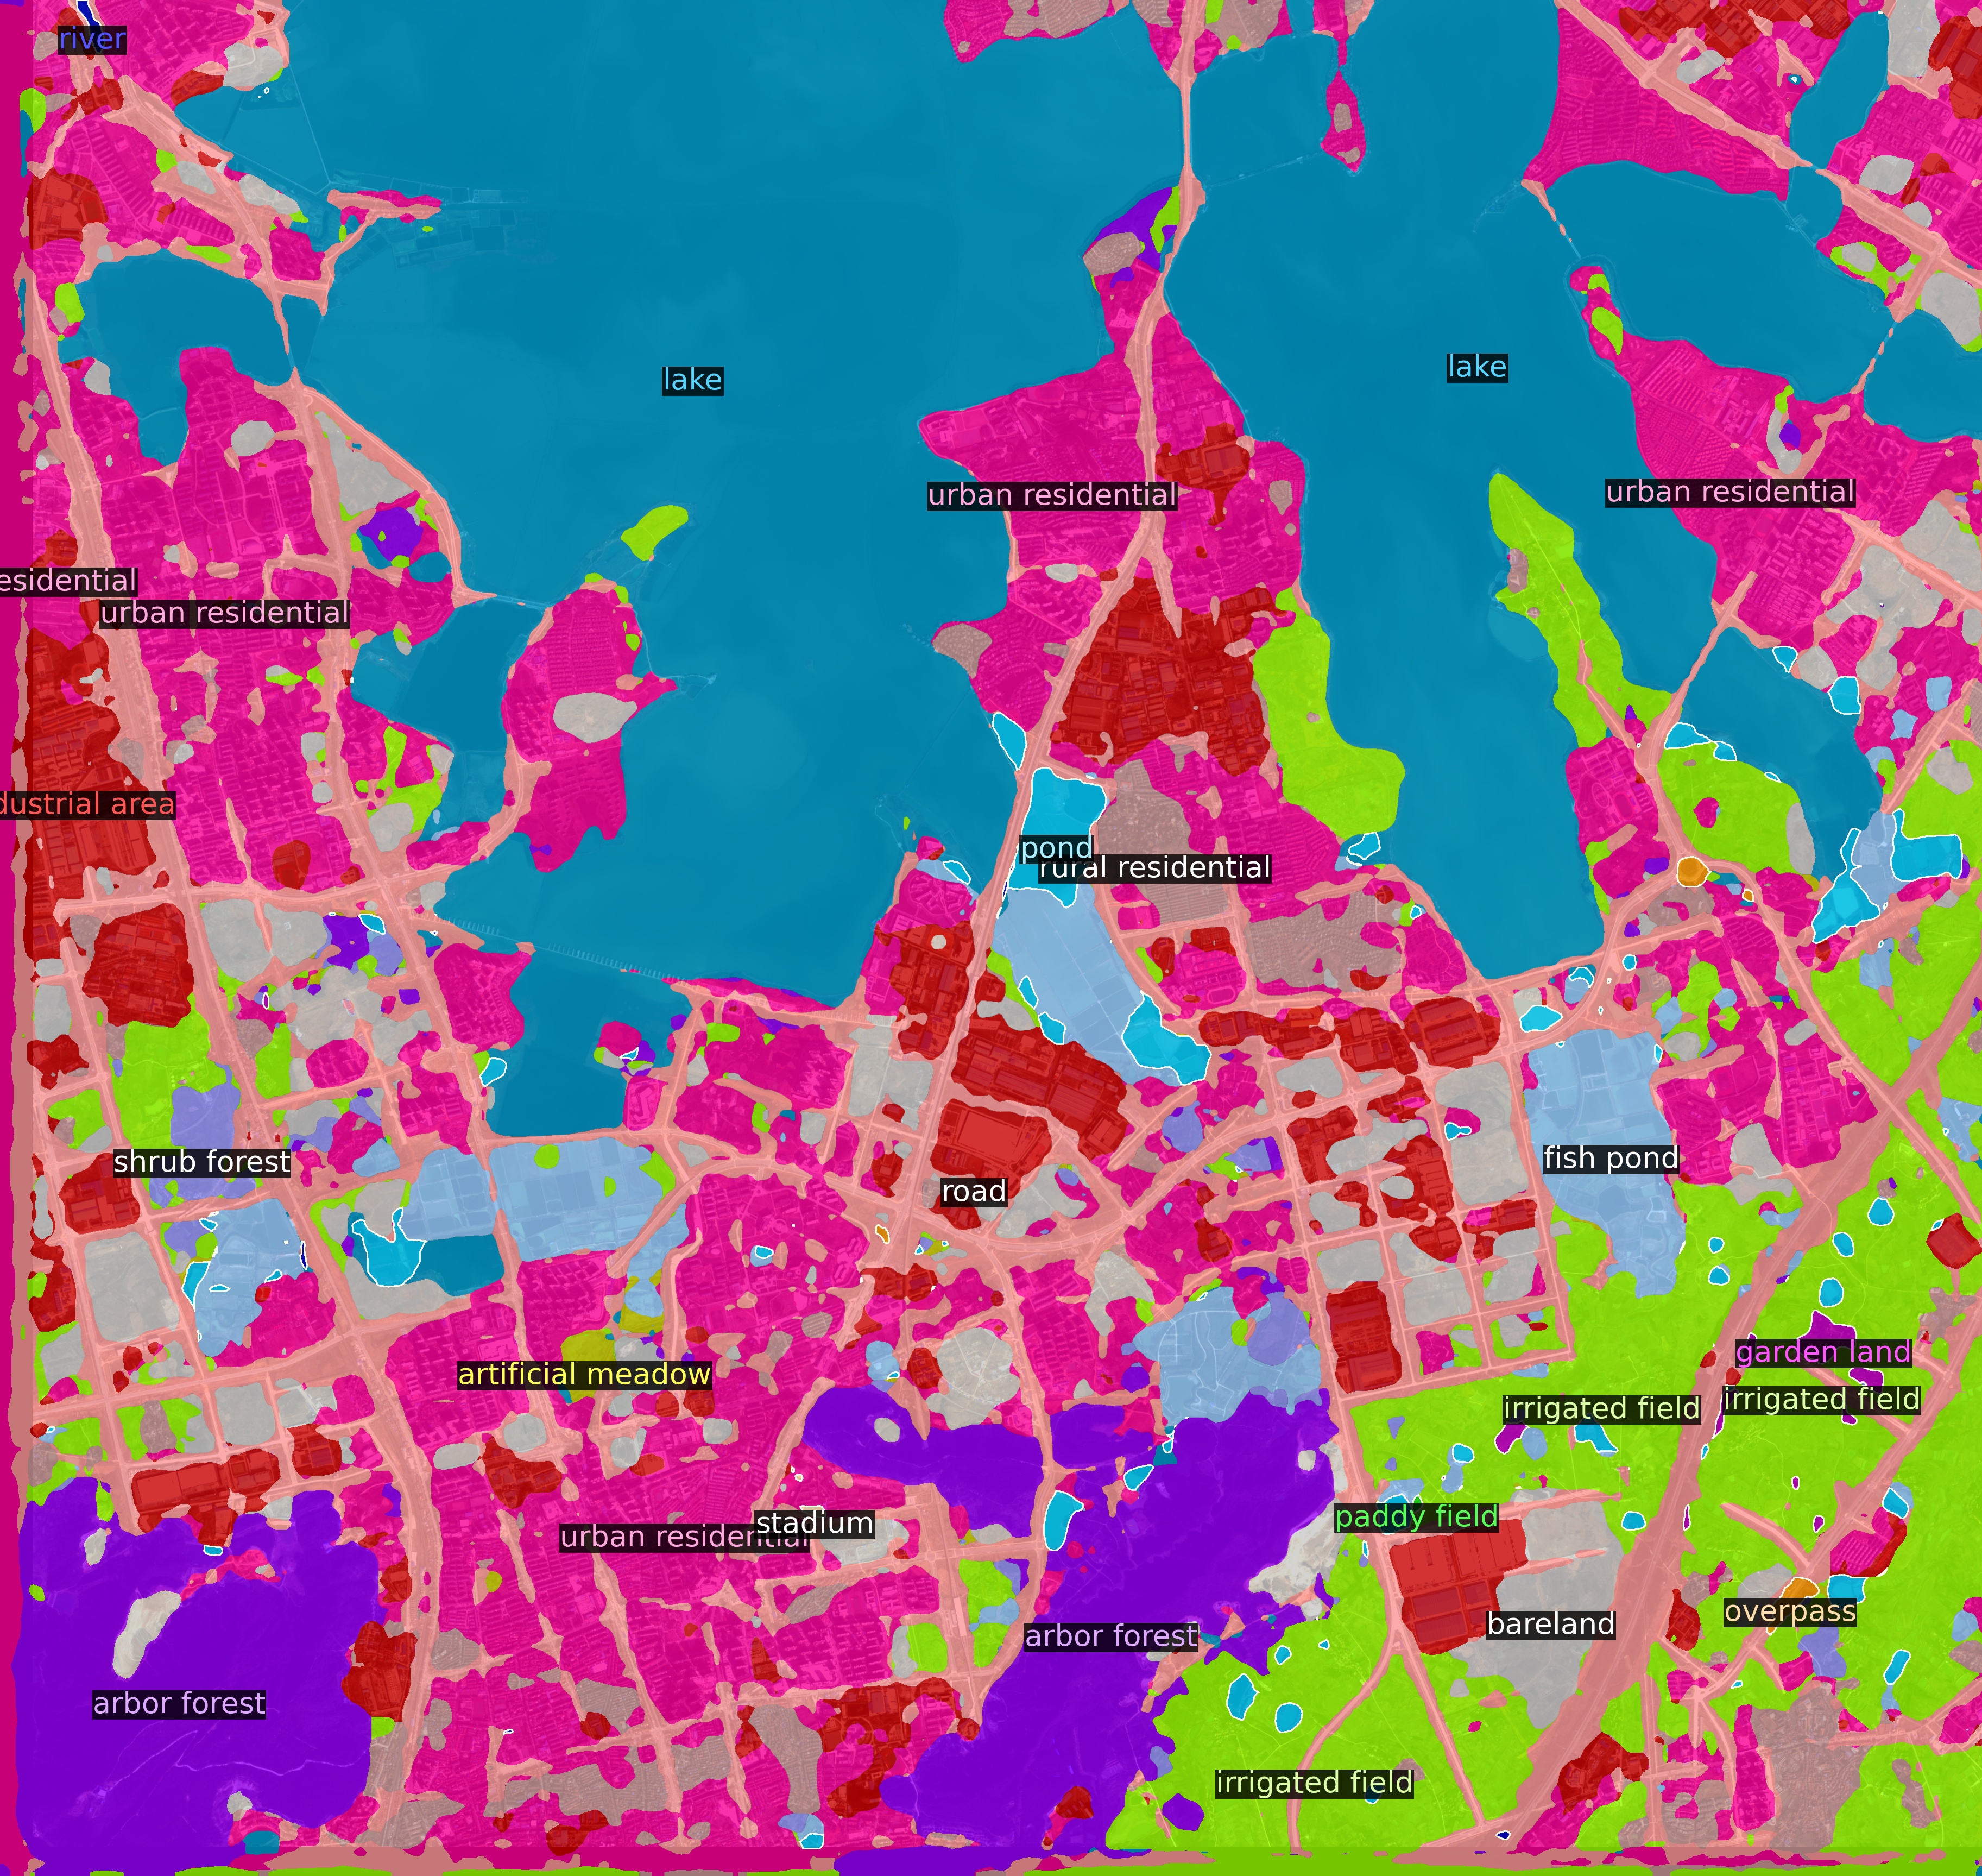 river
lake
lake
urban residential
urban residential
esidential
urban residential
dustrial area
pond
rural residential
shrub forest
fish pond
road
garden land
artificial meadow
irrigated field
irrigated field
paddy field
stadium
urban residential
overpass
bareland
arbor forest
arbor forest
irrigated field